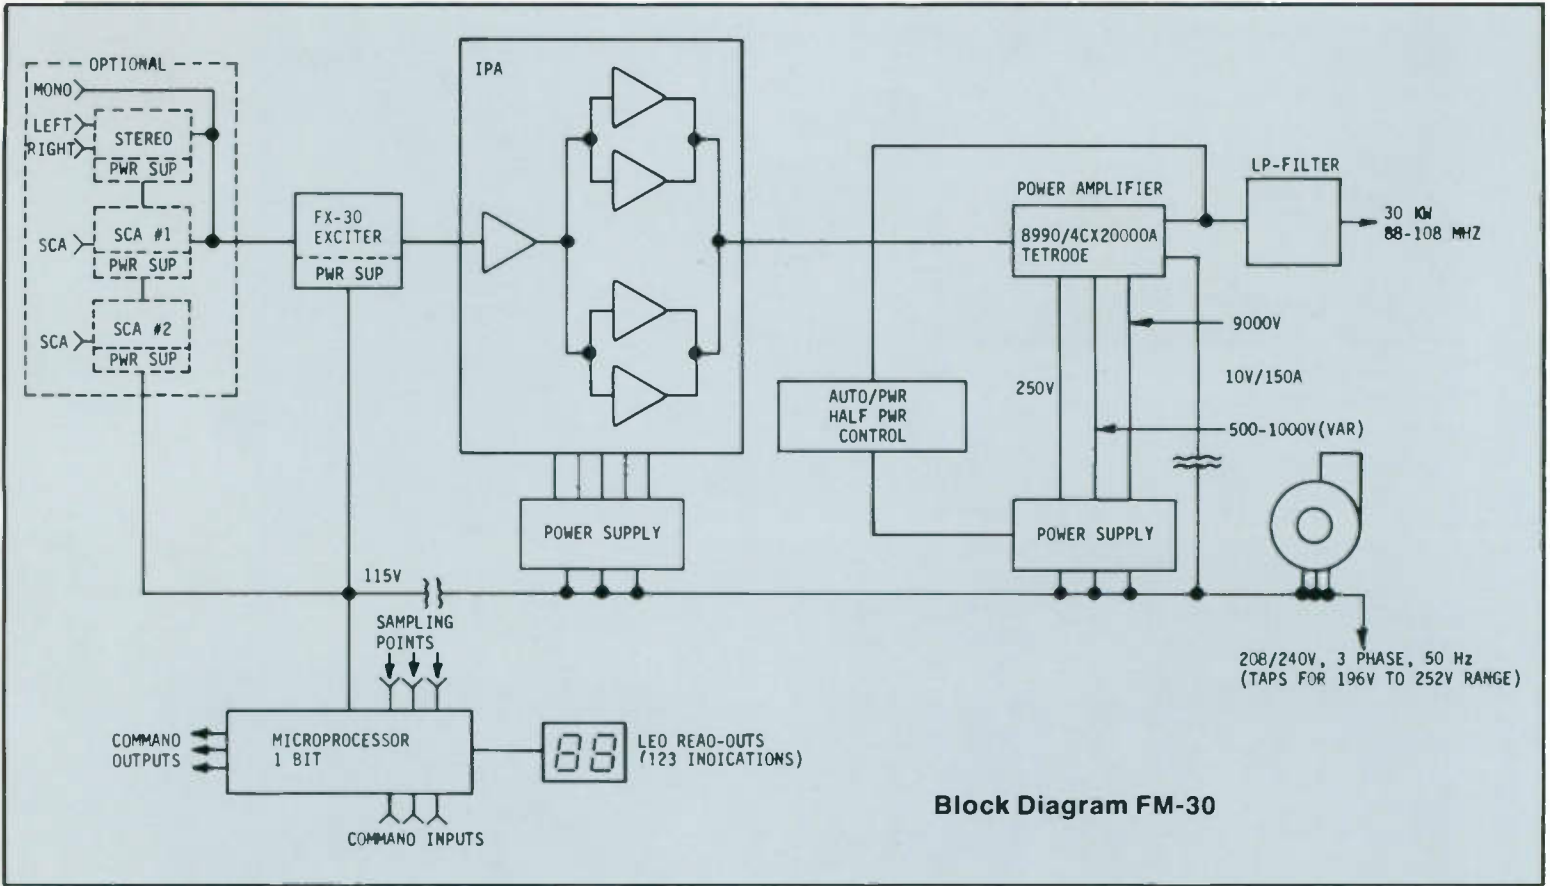 OPTIONAL
MONO
LEFT
RIGHT
STEREO
PWR SUP
SCA
SCA #1
PWR SUP
SCA
SCA #2
PWR SUP
FX-30
EXCITER
PWR SUP
IPA
POWER SUPPLY
115V
SAMPLING
POINTS
COMMANO
OUTPUTS
MICROPROCESSOR
1 BIT
COMMANO INPUTS
88
LEO READ-OUTS
(123 INDICATIONS)
AUTO/PWR
HALF PWR
CONTROL
POWER AMPLIFIER
8990/4CX20000A
TETROOE
LP-FILTER
30 KW
88-108 MHZ
9000V
250V
10V/150A
500-1000V(VAR)
POWER SUPPLY
208/240V, 3 PHASE, 50 Hz
(TAPS FOR 196V TO 252V RANGE)
Block Diagram FM-30